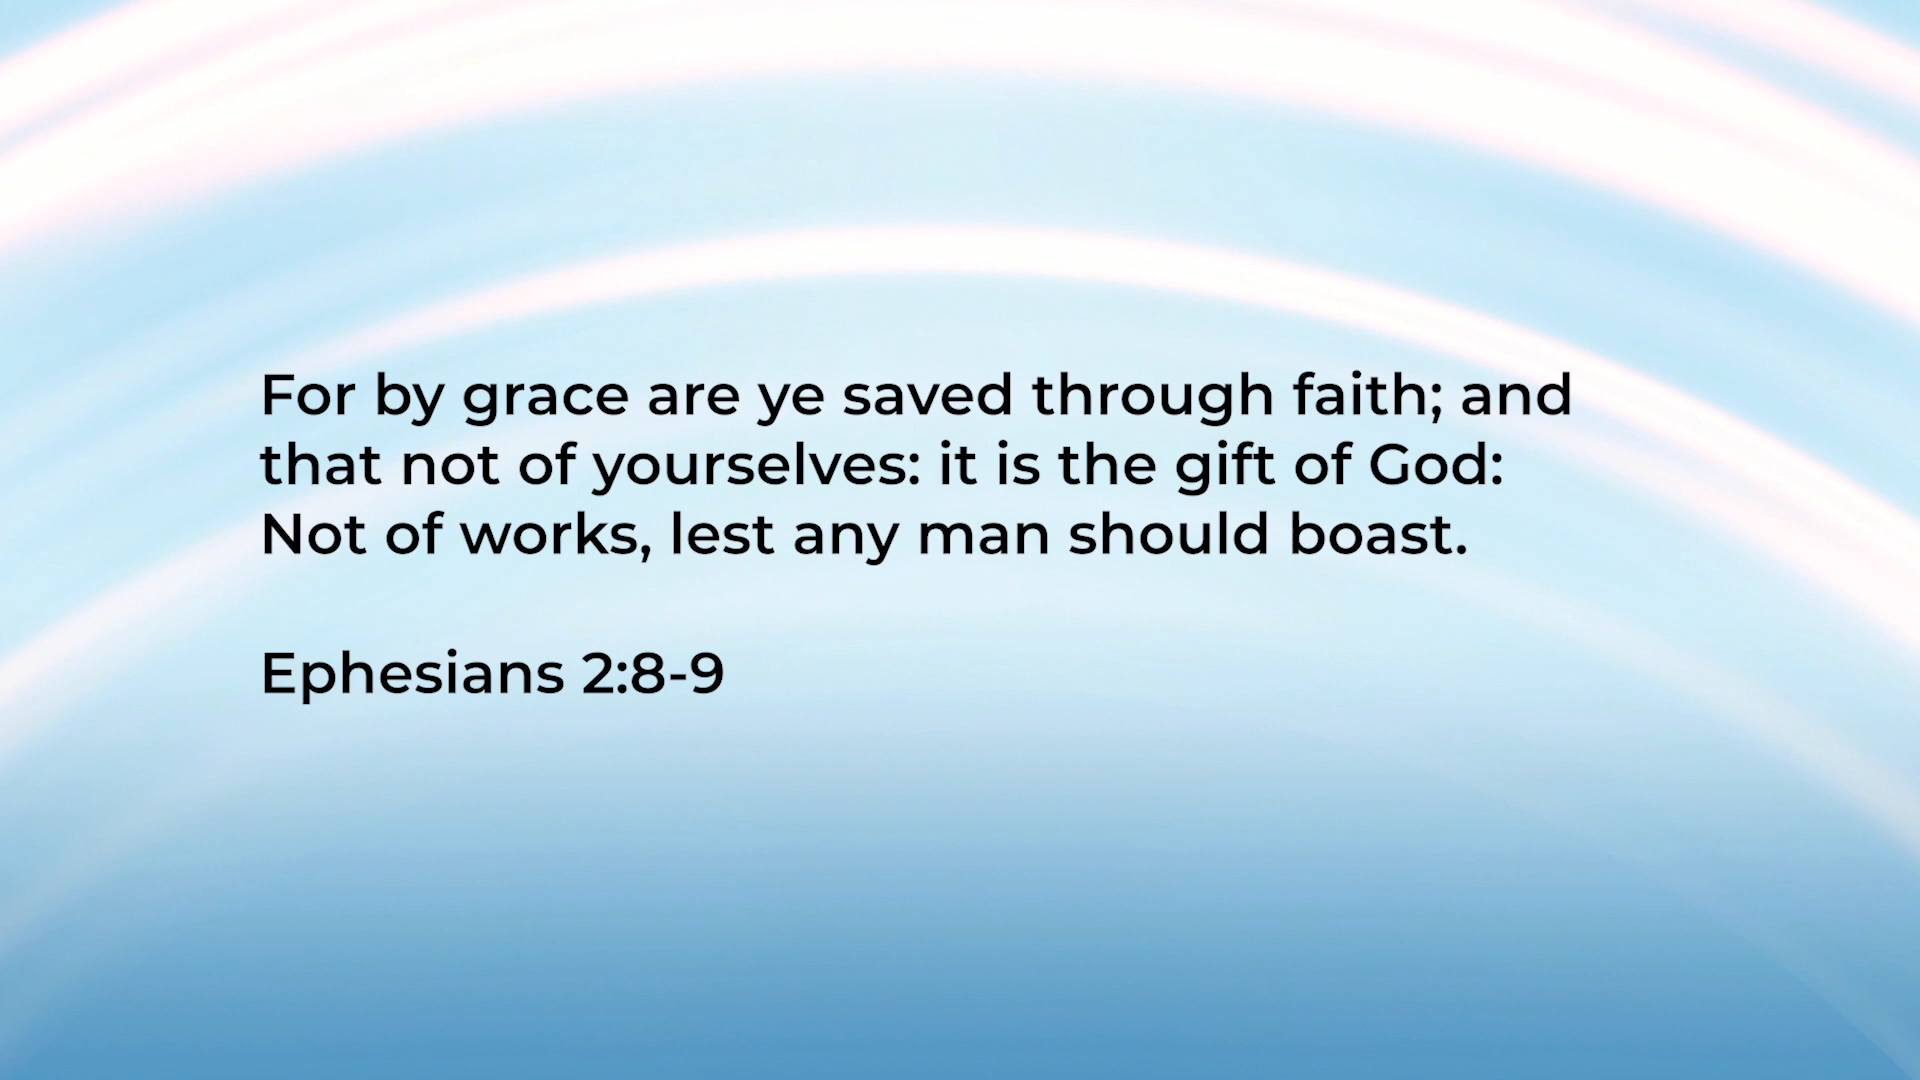 For by grace are ye saved through faith; and
that not of yourselves: it is the gift of God:
Not of works, lest any man should boast.
Ephesians 2:8-9